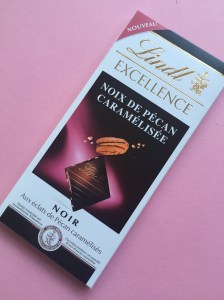 NOUVEAU
Lindt
EXCELLENCE
NOIX DE PÉCAN
CARAMÉLISÉE
NOIR
Aux éclats de Pécan caramélisés